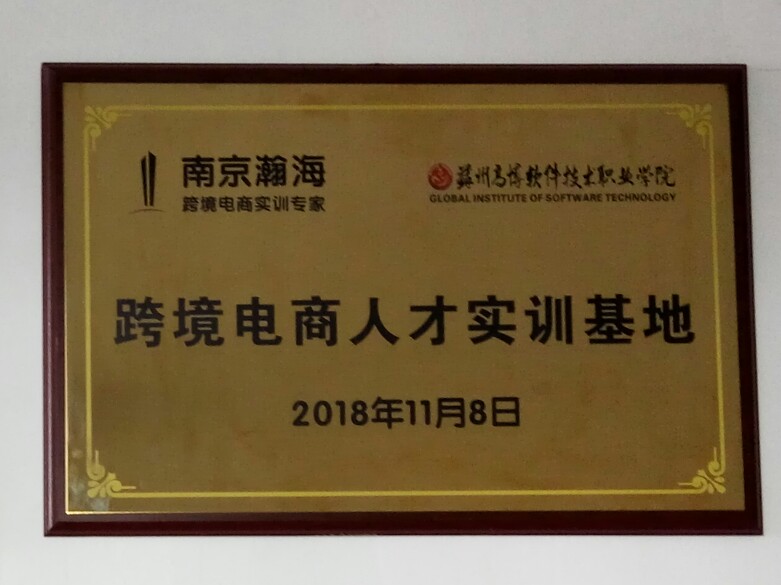 南京瀚海
跨境电商实训专家
蘇州高博软件技术职业学院
GLOBAL INSTITUTE OF SOFTWARE TECHNOLOGY
跨境电商人才实训基地
2018年11月8日